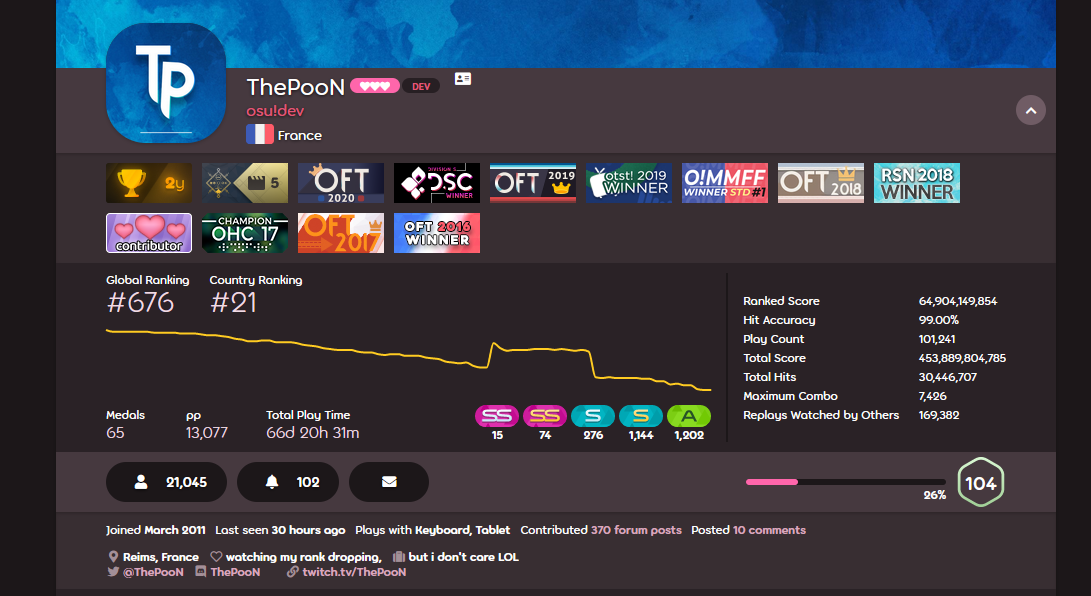 TP
ThePooN DEV
osu!dev
France
2y
5
OFT 2020
DIVISION 5 DSC WINNER
OFT 2019
otst! 2019 WINNER
O!MMFF WINNER STD #1
OFT 2018
RSN 2018 WINNER
contributor
CHAMPION OHC '17
OFT 2017
OFT 2016 WINNER
Global Ranking Country Ranking
#676 #21
Ranked Score 64,904,149,854
Hit Accuracy 99.00%
Play Count 101,241
Total Score 453,889,804,785
Total Hits 30,446,707
Maximum Combo 7,426
Replays Watched by Others 169,382
Medals pp Total Play Time
65 13,077 66d 20h 31m
SS SS S S A
15 74 276 1,144 1,202
21,045 102
26% 104
Joined March 2011 Last seen 30 hours ago Plays with Keyboard, Tablet Contributed 370 forum posts Posted 10 comments
Reims, France watching my rank dropping, but i don't care LOL
@ThePooN ThePooN twitch.tv/ThePooN